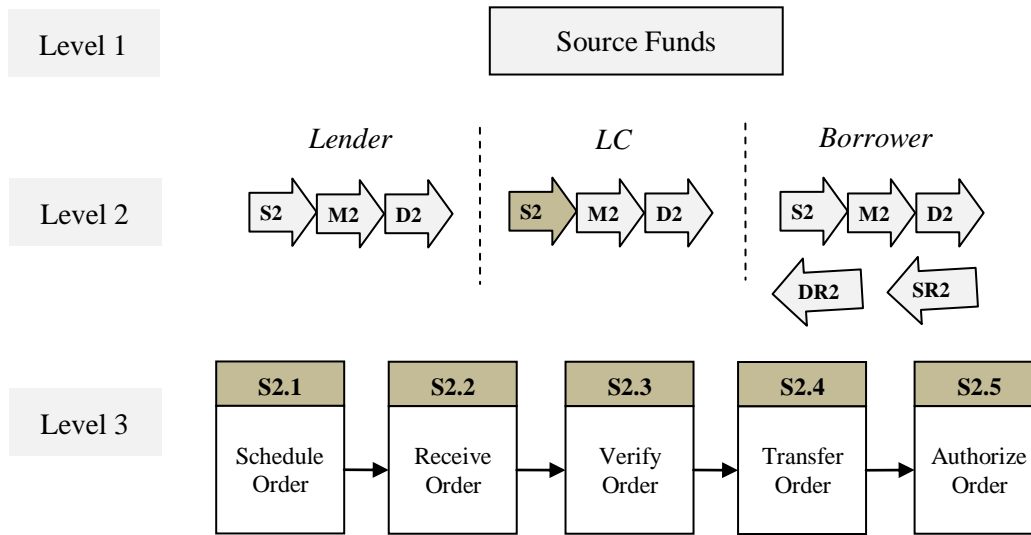 Level 1
Source Funds
Lender
LC
Borrower
Level 2
S2
M2
D2
S2
M2
D2
S2
M2
D2
DR2
SR2
Level 3
S2.1
S2.2
S2.3
S2.4
S2.5
Schedule
Order
Receive
Order
Verify
Order
Transfer
Order
Authorize
Order